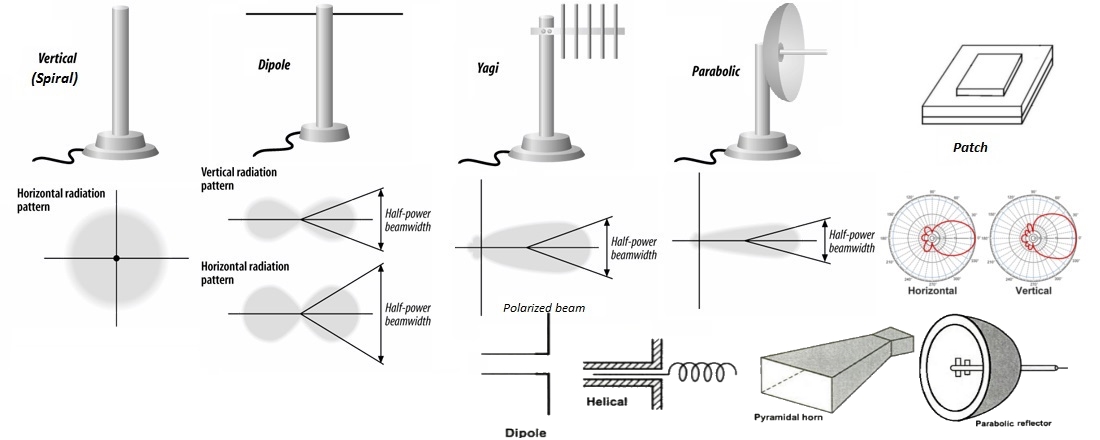 Vertical
(Spiral)
Dipole
Yagi
Parabolic
Patch
Horizontal radiation
pattern
Vertical radiation
pattern
Half-power
beamwidth
Horizontal radiation
pattern
Half-power
beamwidth
Half-power
beamwidth
Half-power
beamwidth
Horizontal
Vertical
Polarized beam
Dipole
Helical
Pyramidal horn
Parabolic reflector